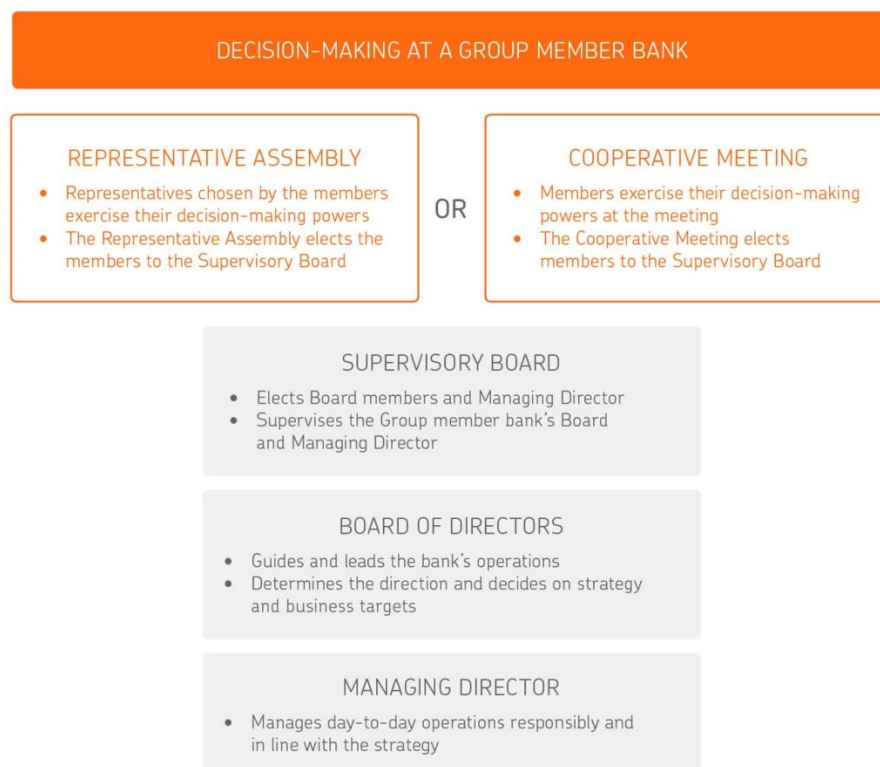 DECISION-MAKING AT A GROUP MEMBER BANK
REPRESENTATIVE ASSEMBLY
• Representatives chosen by the members
exercise their decision-making powers
• The Representative Assembly elects the
members to the Supervisory Board
OR
COOPERATIVE MEETING
• Members exercise their decision-making
powers at the meeting
• The Cooperative Meeting elects
members to the Supervisory Board
SUPERVISORY BOARD
• Elects Board members and Managing Director
• Supervises the Group member bank's Board
and Managing Director
BOARD OF DIRECTORS
• Guides and leads the bank's operations
• Determines the direction and decides on strategy
and business targets
MANAGING DIRECTOR
• Manages day-to-day operations responsibly and
in line with the strategy